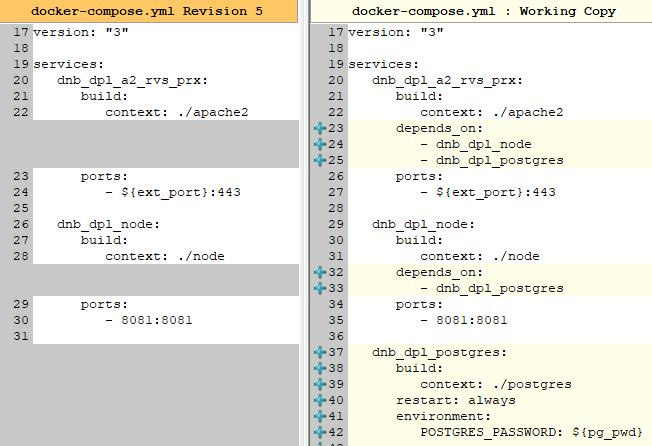 docker-compose.yml Revision 5
17 version: "3"
18
19 services:
20 dnb_dpl_a2_rvs_prx:
21 build:
22 context: ./apache2
23 ports:
24 - ${ext_port}:443
25
26 dnb_dpl_node:
27 build:
28 context: ./node
29 ports:
30 - 8081:8081
31
docker-compose.yml : Working Copy
17 version: "3"
18
19 services:
20 dnb_dpl_a2_rvs_prx:
21 build:
22 context: ./apache2
23 depends_on:
24 - dnb_dpl_node
25 - dnb_dpl_postgres
26 ports:
27 - ${ext_port}:443
28
29 dnb_dpl_node:
30 build:
31 context: ./node
32 depends_on:
33 - dnb_dpl_postgres
34 ports:
35 - 8081:8081
36
37 dnb_dpl_postgres:
38 build:
39 context: ./postgres
40 restart: always
41 environment:
42 POSTGRES_PASSWORD: ${pg_pwd}